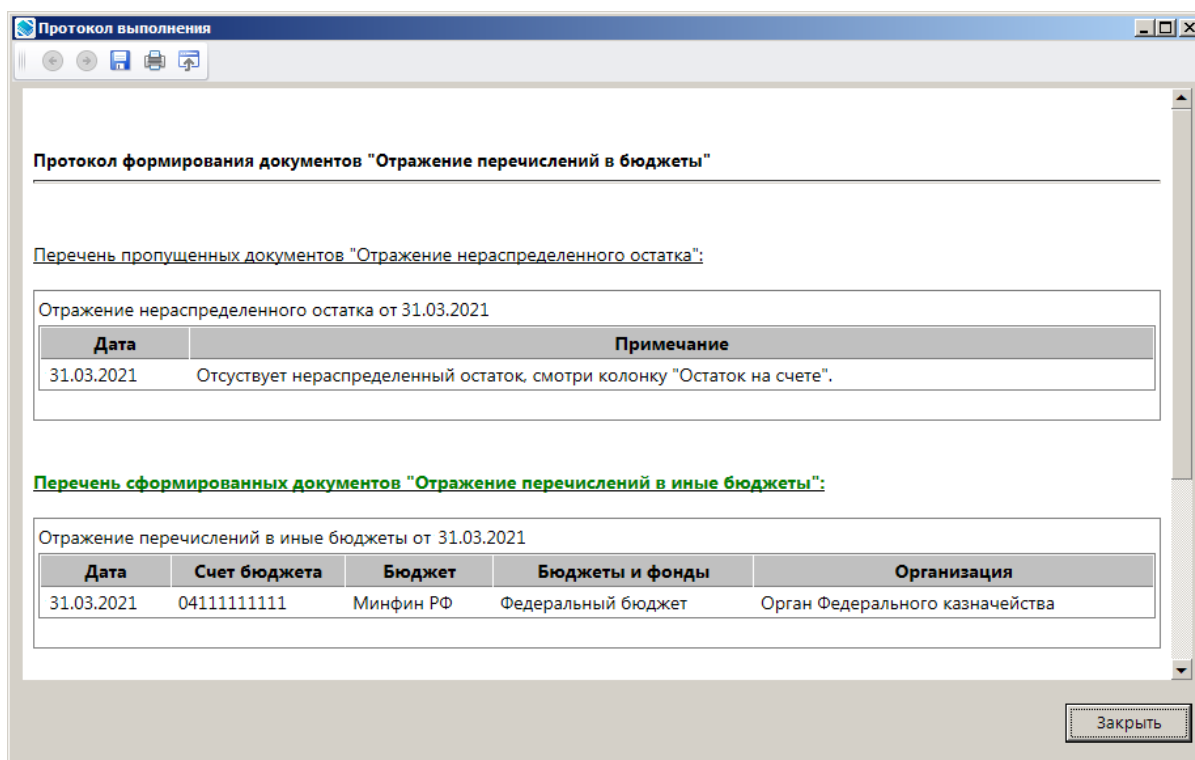 Протокол выполнения
Протокол формирования документов "Отражение перечислений в бюджеты"
Перечень пропущенных документов "Отражение нераспределенного остатка":
Отражение нераспределенного остатка от 31.03.2021
Дата Примечание
31.03.2021 Отсуствует нераспределенный остаток, смотри колонку "Остаток на счете".
Перечень сформированных документов "Отражение перечислений в иные бюджеты":
Отражение перечислений в иные бюджеты от 31.03.2021
Дата Счет бюджета Бюджет Бюджеты и фонды Организация
31.03.2021 04111111111 Минфин РФ Федеральный бюджет Орган Федерального казначейства
Закрыть